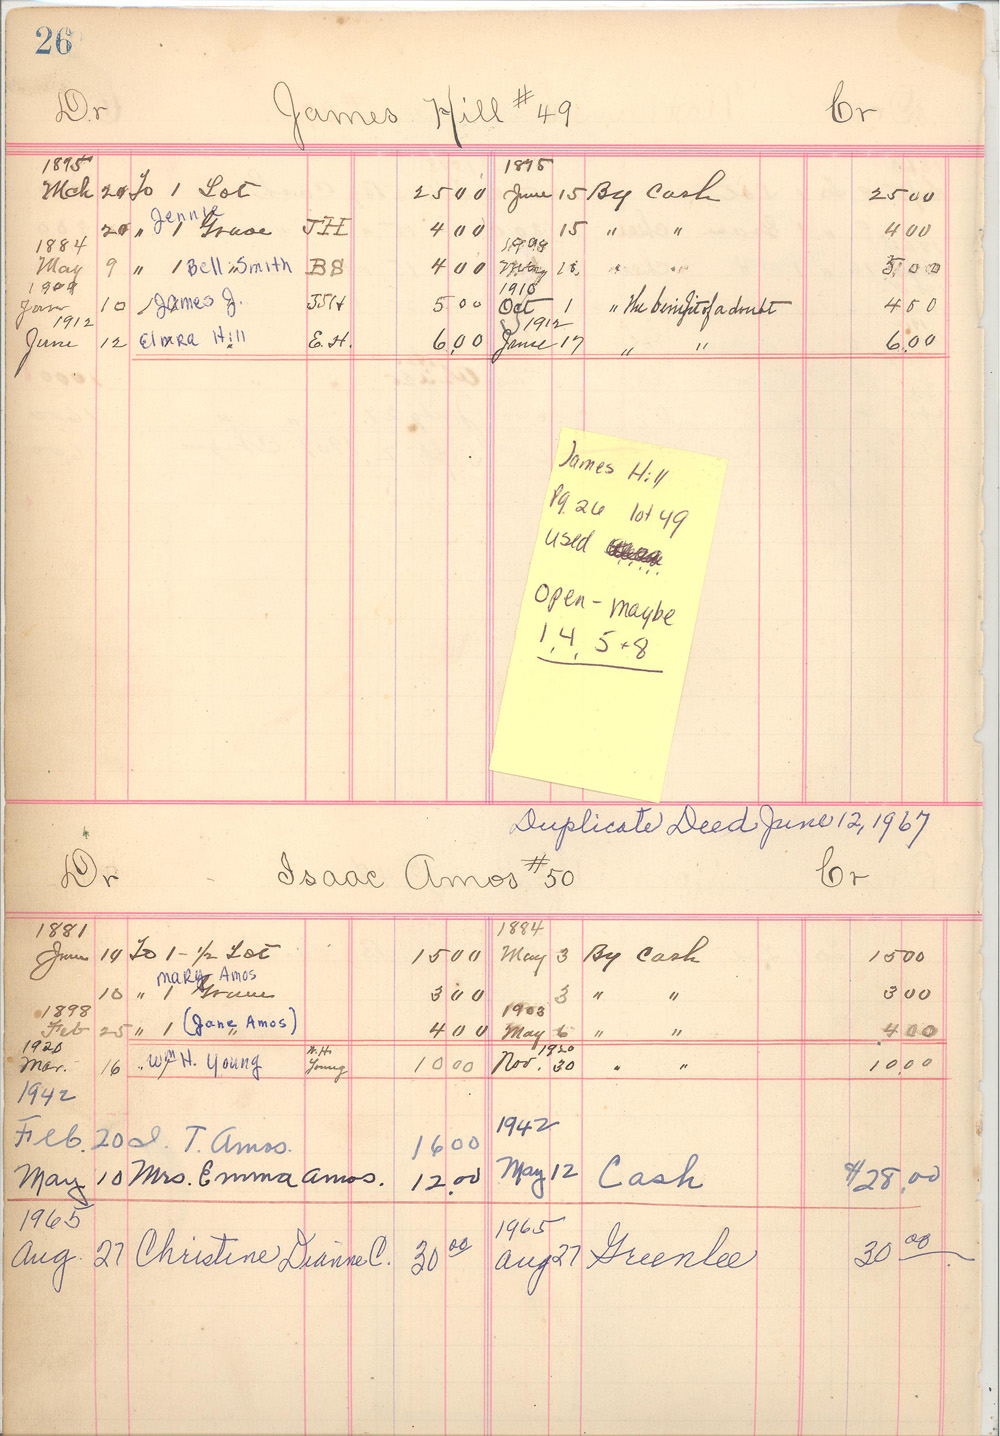 26
Dr James Hill #49 Cr
1895 1895
Mch 20 To 1 Lot 25 00 June 15 By Cash 25 00
Jennie
20 " 1 Grave JH 4 00 15 " " 4 00
1884 1908
May 9 " 1 Bell Smith BS 4 00 May 18 " " 5 00
1909 1910
Jan 10 " James J. JJH 5 00 Oct 1 " The benifit of a doubt 4 50
1912 1912
June 12 Elmra Hill E.H. 6.00 June 17 " " 6.00
James Hill
Pg. 26 lot 49
used
Open - maybe
1, 4, 5 + 8
Duplicate Deed June 12, 1967
Dr Isaac Amos #50 Cr
1881 1884
June 10 To 1 - 1/2 Lot 15 00 May 3 By Cash 15 00
Mary Amos
10 " 1 Grave 3 00 3 " " 3 00
1898 1903
Feb 25 " 1 (Jane Amos) 4 00 May 6 " " 4 00
1920 1920
Mar. 16 " Wm H. Young W.H. Young 10 00 Nov. 30 " " 10.00
1942
Feb. 20 I. T. Amos. 16 00 1942
May 10 Mrs. Emma Amos. 12.00 May 12 Cash $28.00
1965 1965
Aug. 27 Christine Dianne C. 30 00 Aug 27 Greenlee 30 00